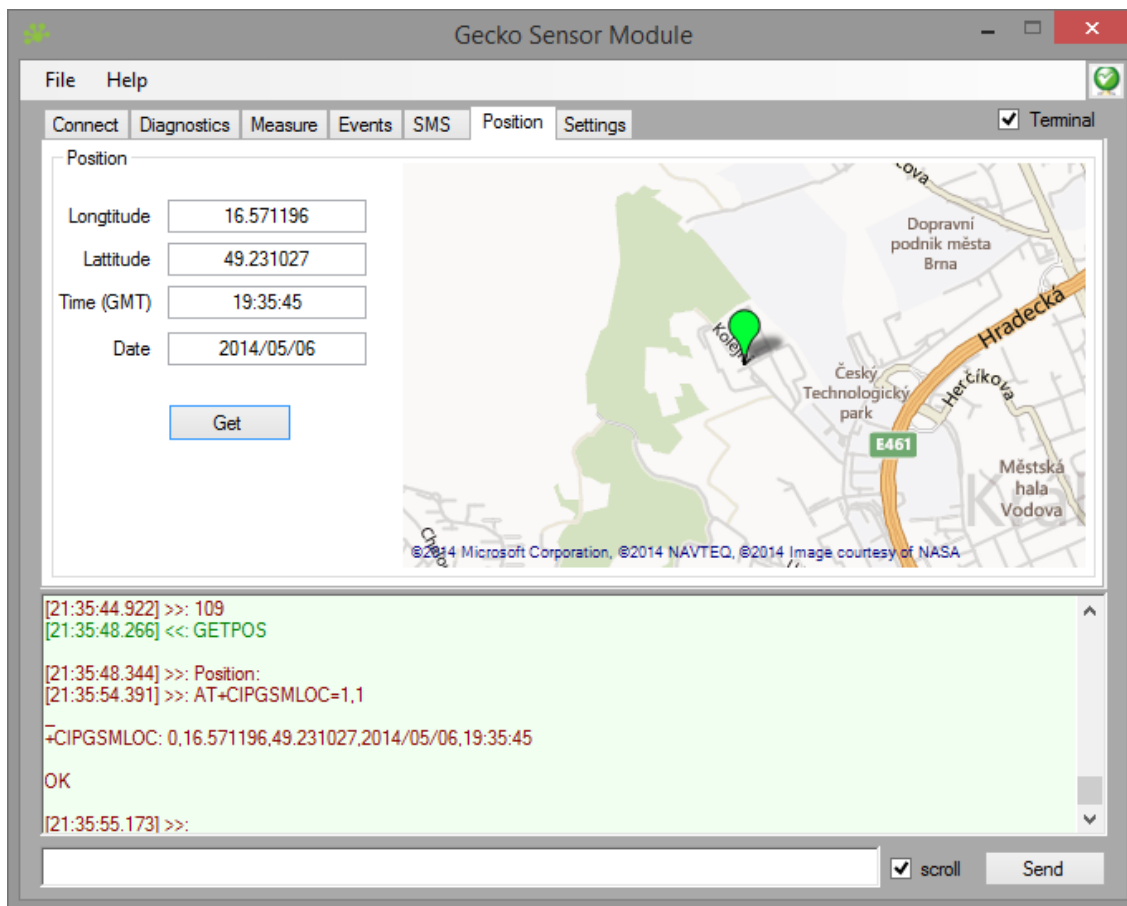 Gecko Sensor Module
File Help
Connect Diagnostics Measure Events SMS Position Settings
Terminal
Position
Longtitude 16.571196
Lattitude 49.231027
Time (GMT) 19:35:45
Date 2014/05/06
Get
Dopravní
podnik města
Brna
Hradecká
Kolejní
Český
Technologický
park
Herčíkova
E461
Městská
hala
Vodova
©2014 Microsoft Corporation, ©2014 NAVTEQ, ©2014 Image courtesy of NASA
[21:35:44.922] >>: 109
[21:35:48.266] <<: GETPOS
[21:35:48.344] >>: Position:
[21:35:54.391] >>: AT+CIPGSMLOC=1,1
_
+CIPGSMLOC: 0,16.571196,49.231027,2014/05/06,19:35:45
OK
[21:35:55.173] >>:
scroll
Send